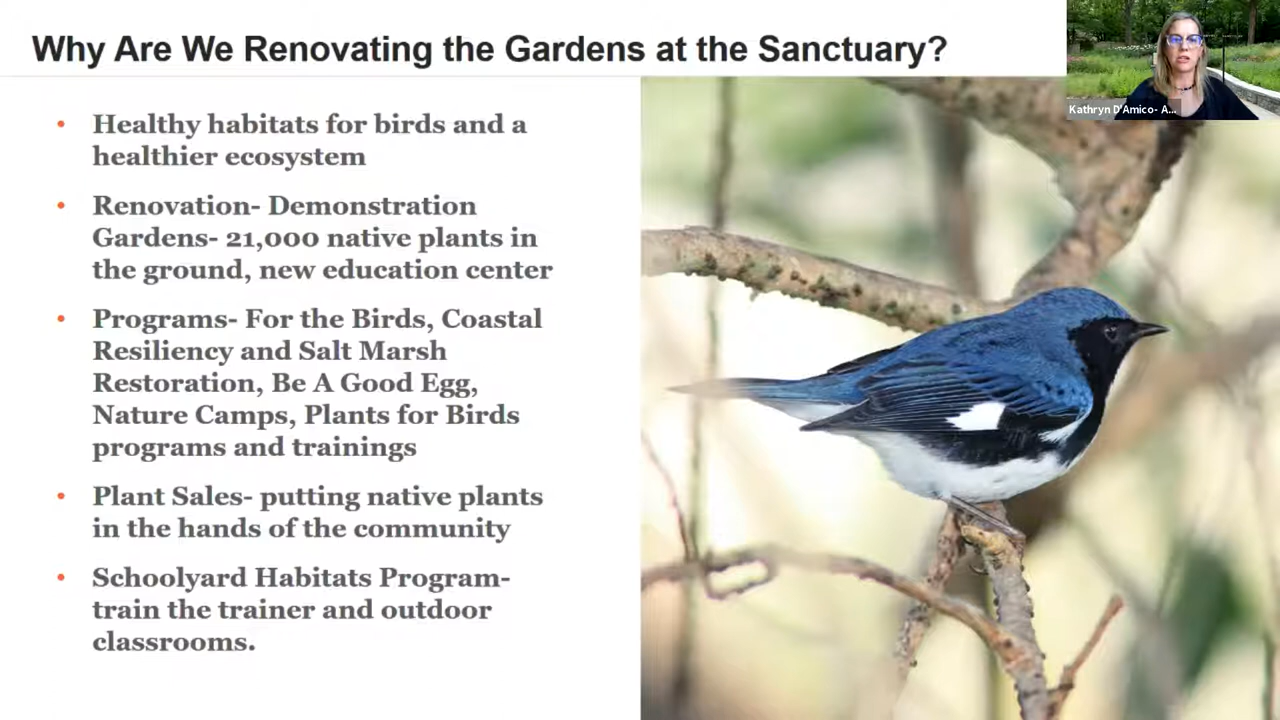 Why Are We Renovating the Gardens at the Sanctuary?
Kathryn D'Amico- A...
• Healthy habitats for birds and a
healthier ecosystem
• Renovation- Demonstration
Gardens- 21,000 native plants in
the ground, new education center
• Programs- For the Birds, Coastal
Resiliency and Salt Marsh
Restoration, Be A Good Egg,
Nature Camps, Plants for Birds
programs and trainings
• Plant Sales- putting native plants
in the hands of the community
• Schoolyard Habitats Program-
train the trainer and outdoor
classrooms.